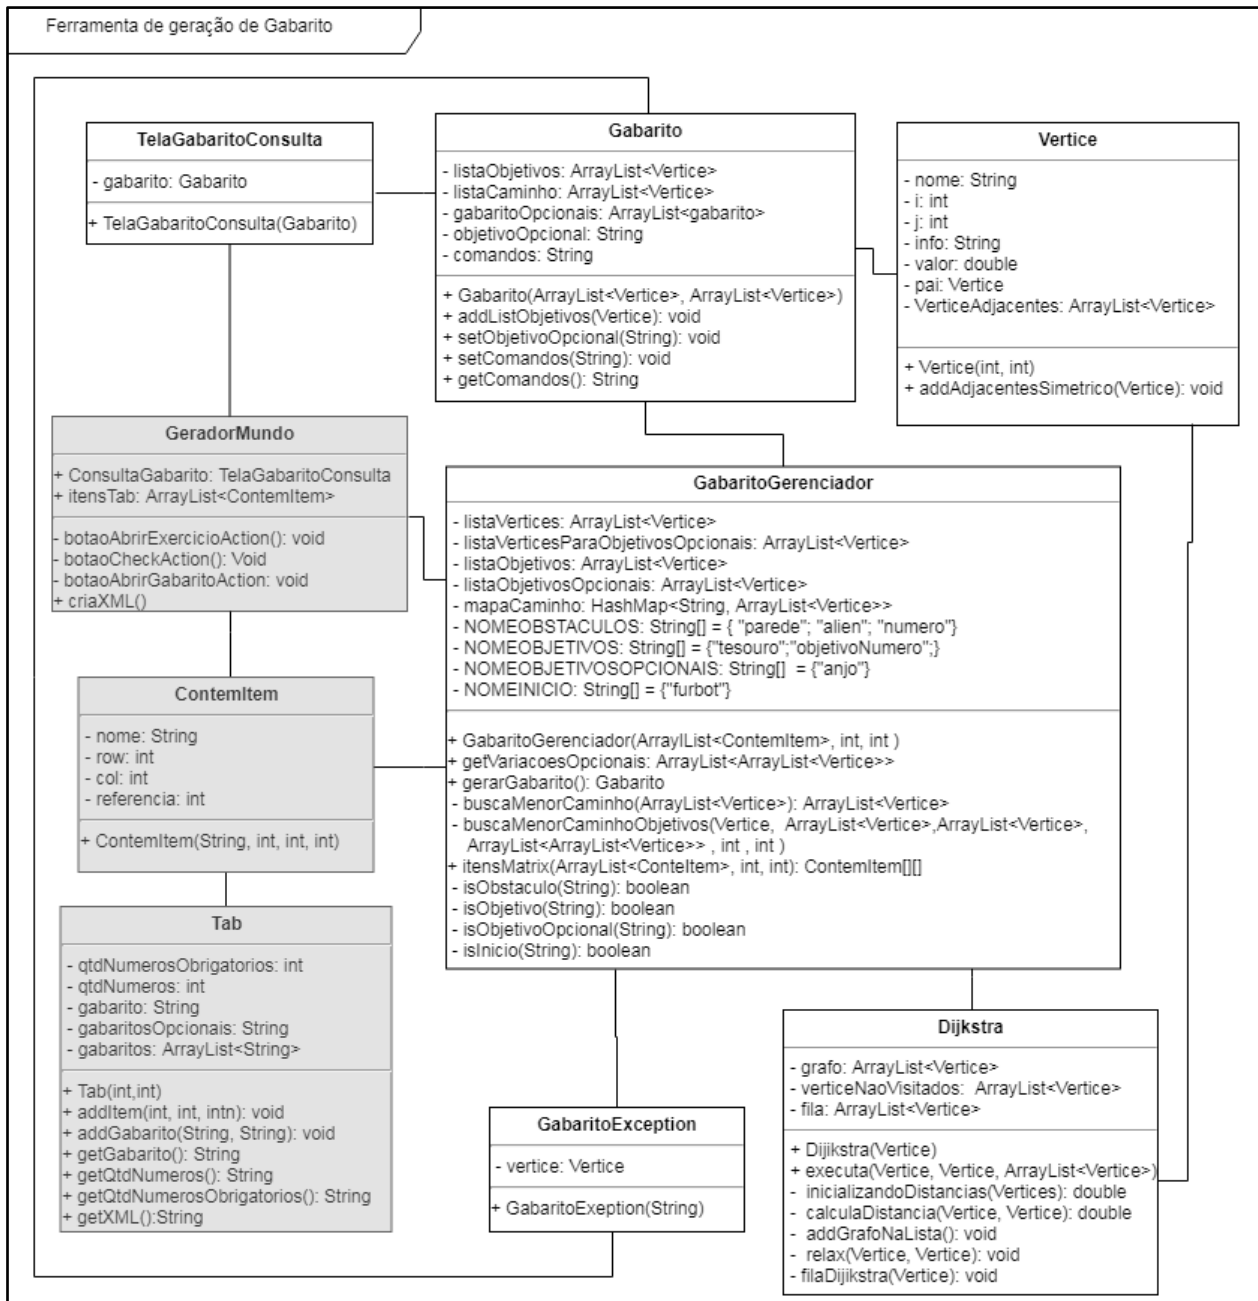 Ferramenta de geração de Gabarito
TelaGabaritoConsulta
- gabarito: Gabarito
+ TelaGabaritoConsulta(Gabarito)
Gabarito
- listaObjetivos: ArrayList<Vertice>
- listaCaminho: ArrayList<Vertice>
- gabaritoOpcionais: ArrayList<gabarito>
- objetivoOpcional: String
- comandos: String
+ Gabarito(ArrayList<Vertice>, ArrayList<Vertice>)
+ addListObjetivos(Vertice): void
+ setObjetivoOpcional(String): void
+ setComandos(String): void
+ getComandos(): String
Vertice
- nome: String
- i: int
- j: int
- info: String
- valor: double
- pai: Vertice
- VerticeAdjacentes: ArrayList<Vertice>
+ Vertice(int, int)
+ addAdjacentesSimetrico(Vertice): void
GeradorMundo
+ ConsultaGabarito: TelaGabaritoConsulta
+ itensTab: ArrayList<ContemItem>
- botaoAbrirExercicioAction(): void
- botaoCheckAction(): Void
- botaoAbrirGabaritoAction: void
+ criaXML()
GabaritoGerenciador
- listaVertices: ArrayList<Vertice>
- listaVerticesParaObjetivosOpcionais: ArrayList<Vertice>
- listaObjetivos: ArrayList<Vertice>
- listaObjetivosOpcionais: ArrayList<Vertice>
- mapaCaminho: HashMap<String, ArrayList<Vertice>>
- NOMEOBSTACULOS: String[] = { "parede"; "alien"; "numero"}
- NOMEOBJETIVOS: String[] = {"tesouro";"objetivoNumero";}
- NOMEOBJETIVOSOPCIONAIS: String[] = {"anjo"}
- NOMEINICIO: String[] = {"furbot"}
+ GabaritoGerenciador(ArraylList<ContemItem>, int, int )
+ getVariacoesOpcionais: ArrayList<ArrayList<Vertice>>
+ gerarGabarito(): Gabarito
- buscaMenorCaminho(ArrayList<Vertice>): ArrayList<Vertice>
- buscaMenorCaminhoObjetivos(Vertice, ArrayList<Vertice>,ArrayList<Vertice>,
ArrayList<ArrayList<Vertice>> , int , int )
+ itensMatrix(ArrayList<ConteItem>, int, int): ContemItem[][]
- isObstaculo(String): boolean
- isObjetivo(String): boolean
- isObjetivoOpcional(String): boolean
- isInicio(String): boolean
ContemItem
- nome: String
- row: int
- col: int
- referencia: int
+ ContemItem(String, int, int, int)
Tab
- qtdNumerosObrigatorios: int
- qtdNumeros: int
- gabarito: String
- gabaritosOpcionais: String
- gabaritos: ArrayList<String>
+ Tab(int,int)
+ addItem(int, int, intn): void
+ addGabarito(String, String): void
+ getGabarito(): String
+ getQtdNumeros(): String
+ getQtdNumerosObrigatorios(): String
+ getXML():String
GabaritoException
- vertice: Vertice
+ GabaritoExeption(String)
Dijkstra
- grafo: ArrayList<Vertice>
- verticeNaoVisitados: ArrayList<Vertice>
- fila: ArrayList<Vertice>
+ Dijikstra(Vertice)
+ executa(Vertice, Vertice, ArrayList<Vertice>)
- inicializandoDistancias(Vertices): double
- calculaDistancia(Vertice, Vertice): double
- addGrafoNaLista(): void
- relax(Vertice, Vertice): void
- filaDijikstra(Vertice): void